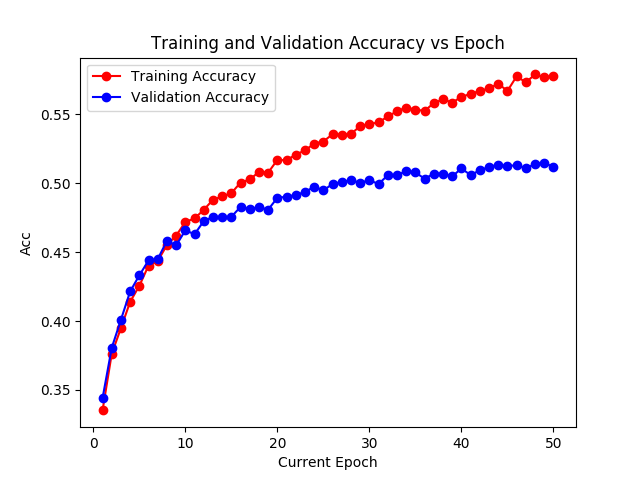 Training and Validation Accuracy vs Epoch
Training Accuracy
Validation Accuracy
0.55
0.50
0.45
0.40
0.35
Acc
0 10 20 30 40 50
Current Epoch